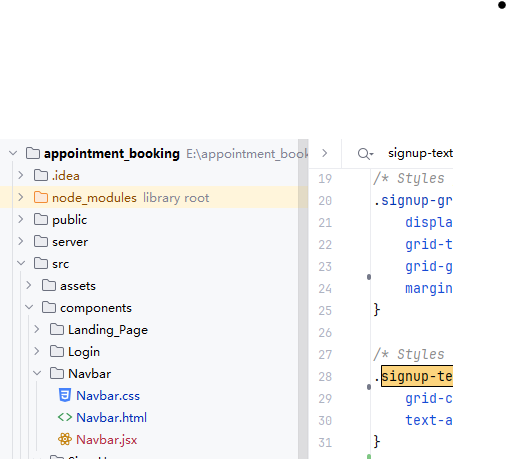 appointment_booking E:\appointment_book
.idea
node_modules library root
public
server
src
assets
components
Landing_Page
Login
Navbar
Navbar.css
Navbar.html
Navbar.jsx
signup-text
19 /* Styles
20 .signup-gr
21 displa
22 grid-t
23 grid-g
24 margin
25 }
26
27 /* Styles
28 .signup-te
29 grid-c
30 text-a
31 }